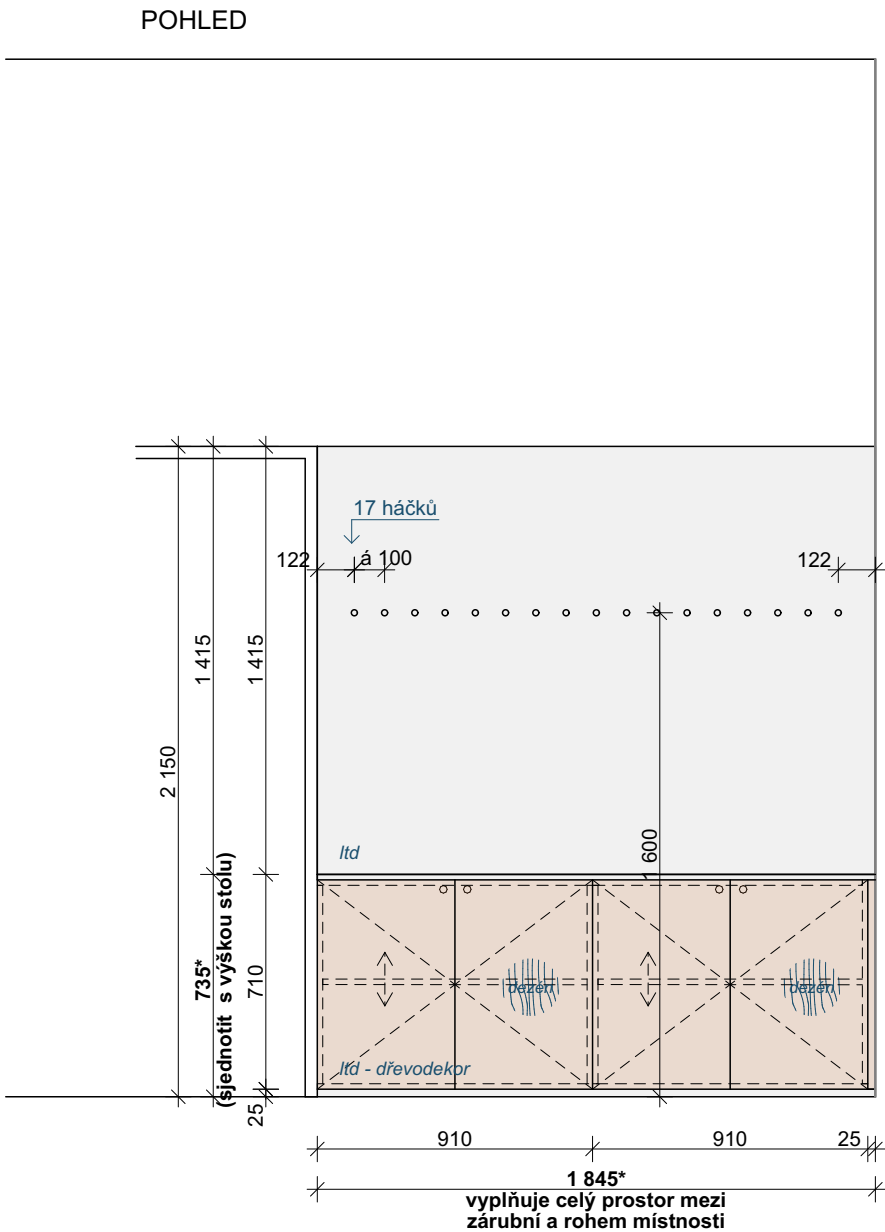 POHLED
17 háčků
122
á 100
122
1 415
1 415
2 150
1 600
ltd
735*
(sjednotit s výškou stolu)
710
dezén
dezén
ltd - dřevodekor
25
910
910
25
1 845*
vyplňuje celý prostor mezi
zárubní a rohem místnosti